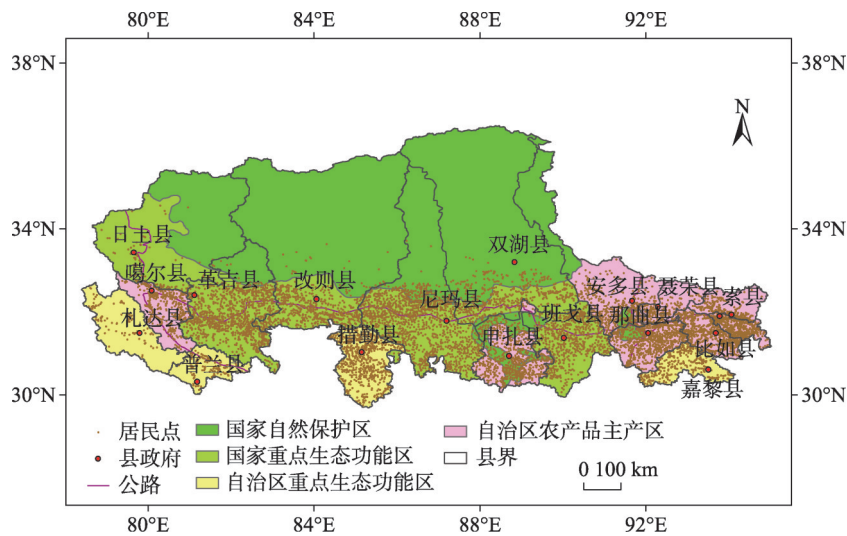 80°E 84°E 88°E 92°E
38°N 38°N
N
34°N 34°N
日土县
双湖县
噶尔县 革吉县 改则县 安多县 聂荣县
尼玛县 索县
札达县 班戈县 那曲县
措勤县 申扎县 比如县
普兰县
嘉黎县
30°N 30°N
居民点 国家自然保护区 自治区农产品主产区
县政府 国家重点生态功能区 县界
公路 自治区重点生态功能区 0 100 km
80°E 84°E 88°E 92°E